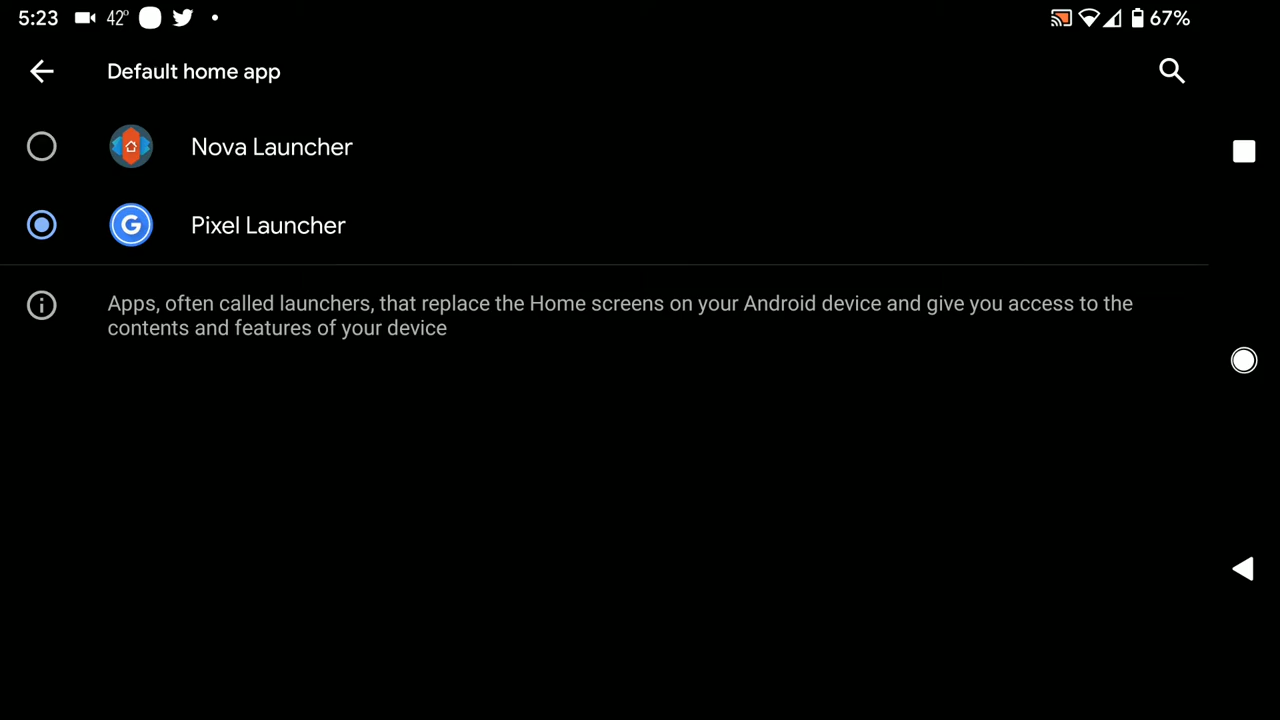 5:23 42° 67%
Default home app
Nova Launcher
G Pixel Launcher
Apps, often called launchers, that replace the Home screens on your Android device and give you access to the
contents and features of your device